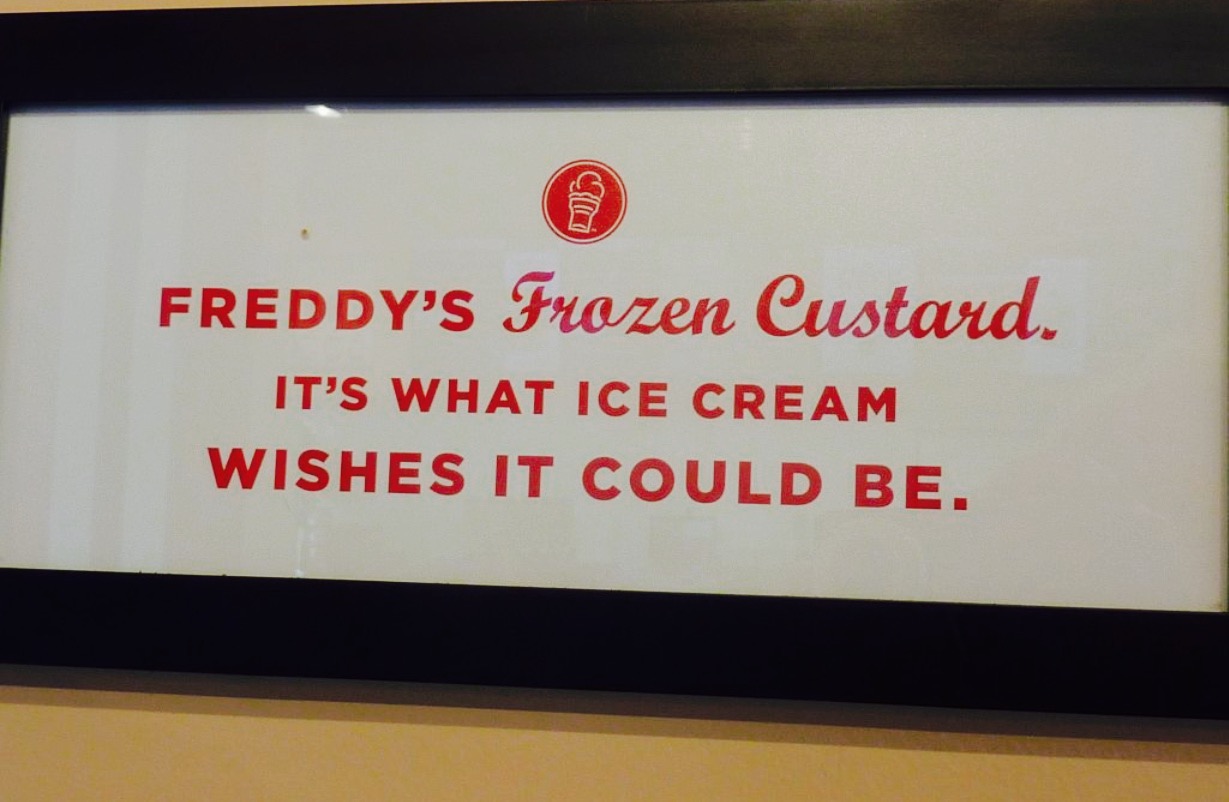 FREDDY'S Frozen Custard.
IT'S WHAT ICE CREAM
WISHES IT COULD BE.